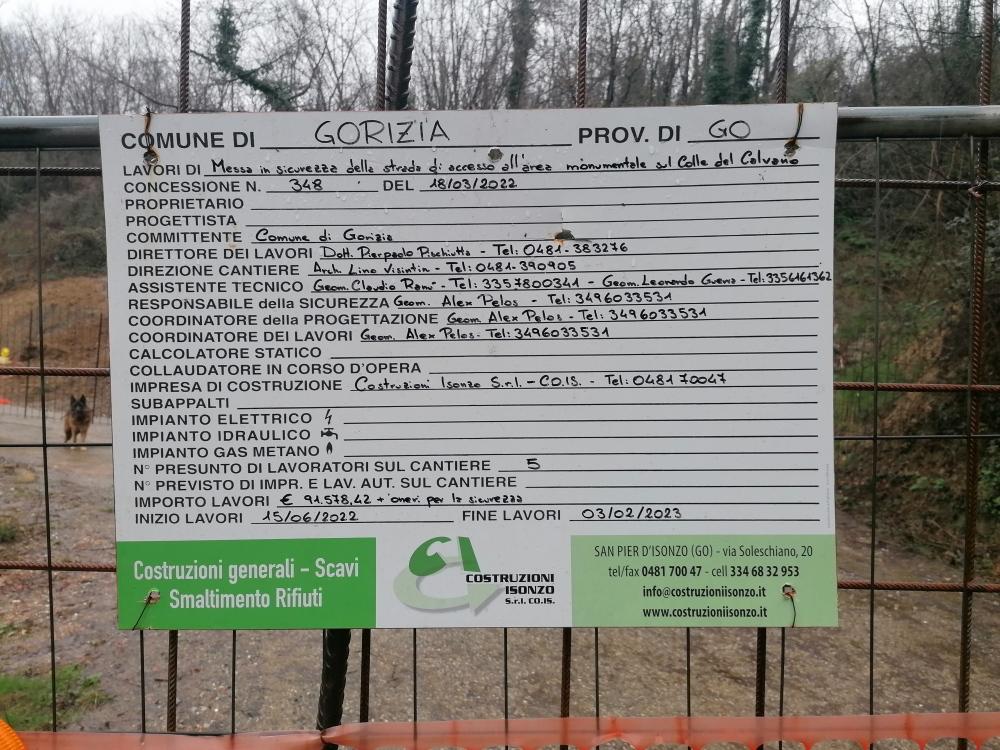 COMUNE DI GORIZIA PROV. DI GO
LAVORI DI Messa in sicurezza della strada di accesso all'area monumentale sul Colle del Calvario
CONCESSIONE N. 348 DEL 18/03/2022
PROPRIETARIO
PROGETTISTA
COMMITTENTE Comune di Gorizia
DIRETTORE DEI LAVORI Dott. Pierpaolo Pischiutta - Tel: 0481-383276
DIREZIONE CANTIERE Arch. Lino Visintin - Tel: 0481-390905
ASSISTENTE TECNICO Geom. Claudio - Tel: 3357800341 - Geom. Leonardo - Tel: 3356161362
RESPONSABILE della SICUREZZA Geom. Alex Pelos - Tel: 3496033531
COORDINATORE della PROGETTAZIONE Geom. Alex Pelos - Tel: 3496033531
COORDINATORE DEI LAVORI Geom. Alex Pelos - Tel: 3496033531
CALCOLATORE STATICO
COLLAUDATORE IN CORSO D'OPERA
IMPRESA DI COSTRUZIONE Costruzioni Isonzo S.r.l. - CO.IS. - Tel: 0481 70047
SUBAPPALTI
IMPIANTO ELETTRICO
IMPIANTO IDRAULICO
IMPIANTO GAS METANO
N° PRESUNTO DI LAVORATORI SUL CANTIERE 5
N° PREVISTO DI IMPR. E LAV. AUT. SUL CANTIERE
IMPORTO LAVORI € 91.578,42 + oneri per la sicurezza
INIZIO LAVORI 15/06/2022 FINE LAVORI 03/02/2023
Costruzioni generali – Scavi
Smaltimento Rifiuti
COSTRUZIONI
ISONZO
S.r.l. CO.IS.
SAN PIER D'ISONZO (GO) - via Soleschiano, 20
tel/fax 0481 700 47 - cell 334 68 32 953
info@costruzioniisonzo.it
www.costruzioniisonzo.it